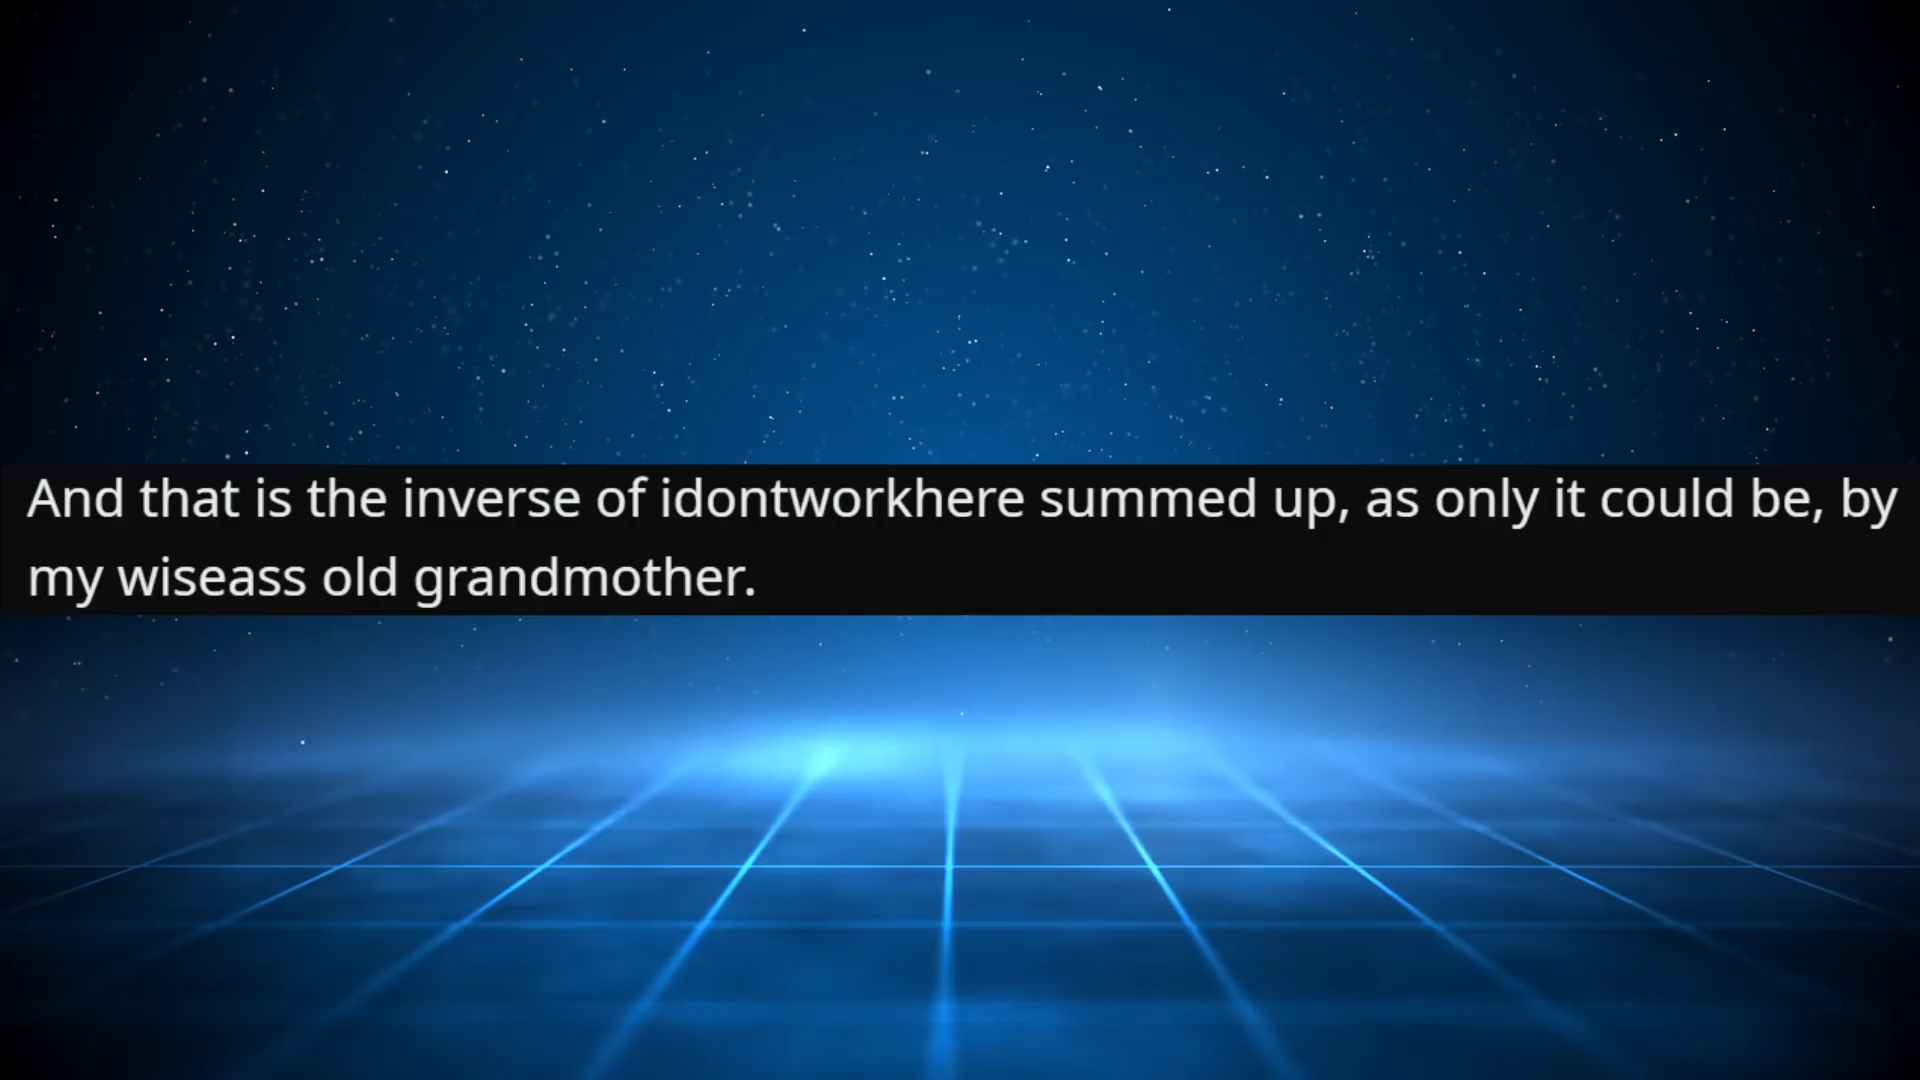 And that is the inverse of idontworkhere summed up, as only it could be, by
my wiseass old grandmother.